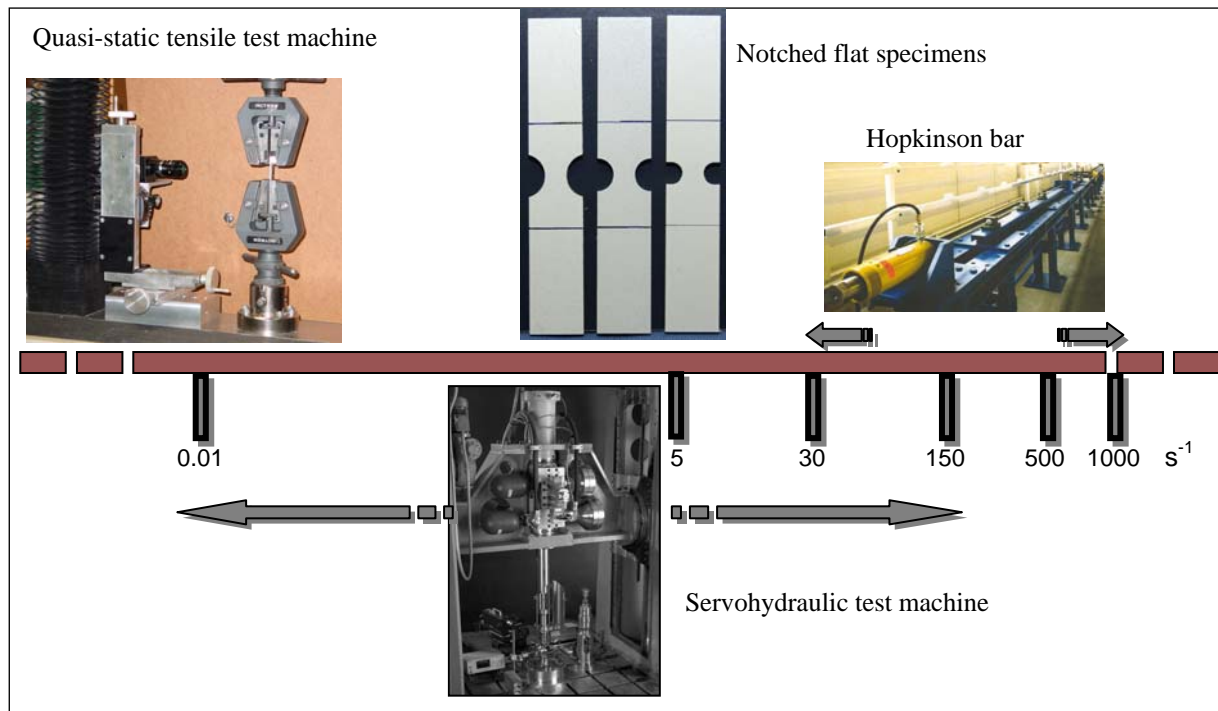 Quasi-static tensile test machine
Notched flat specimens
Hopkinson bar
0.01 5 30 150 500 1000 s-1
Servohydraulic test machine